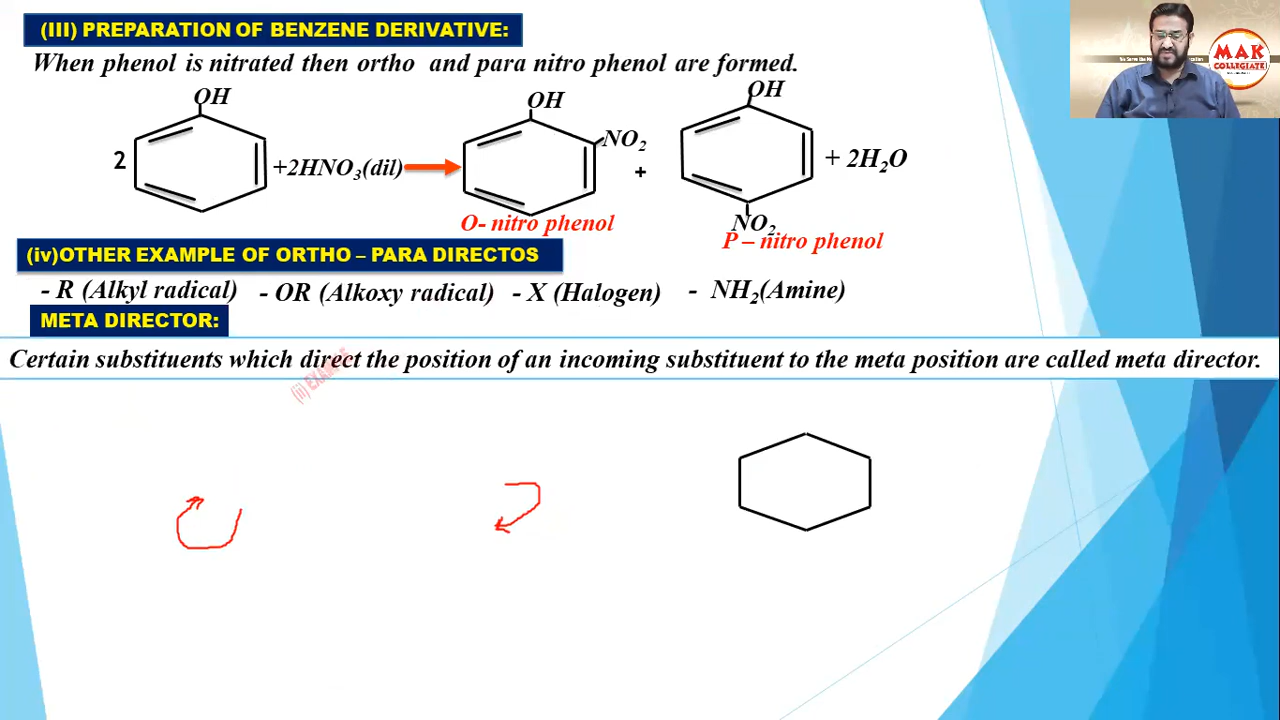 (III) PREPARATION OF BENZENE DERIVATIVE:
When phenol is nitrated then ortho and para nitro phenol are formed.
OH
2
+2HNO₃(dil)
OH
NO₂
+
OH
+ 2H₂O
NO₂
O- nitro phenol
P – nitro phenol
(iv)OTHER EXAMPLE OF ORTHO – PARA DIRECTOS
- R (Alkyl radical) - OR (Alkoxy radical) - X (Halogen) - NH₂(Amine)
META DIRECTOR:
Certain substituents which direct the position of an incoming substituent to the meta position are called meta director.
(ii) EXAMPLE
MAK
COLLEGIATE